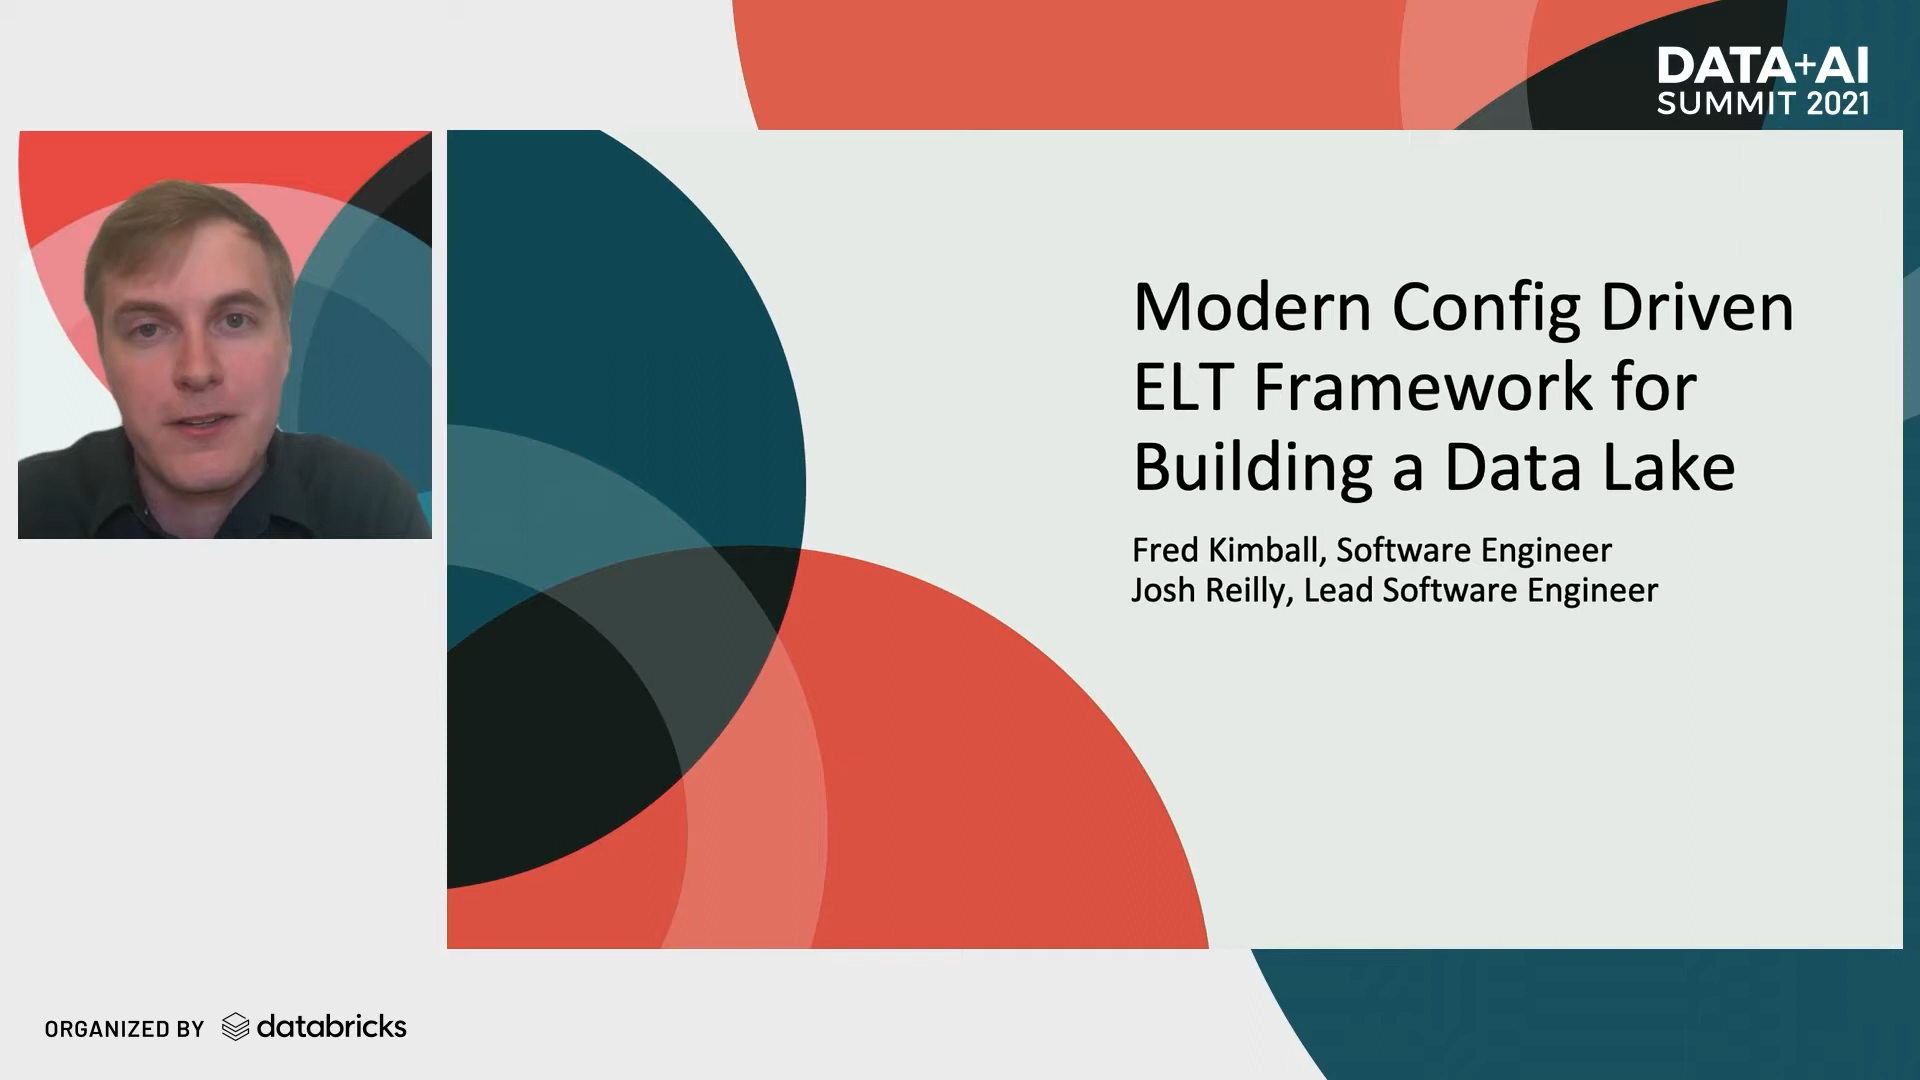 DATA+AI
SUMMIT 2021
Modern Config Driven
ELT Framework for
Building a Data Lake
Fred Kimball, Software Engineer
Josh Reilly, Lead Software Engineer
ORGANIZED BY databricks